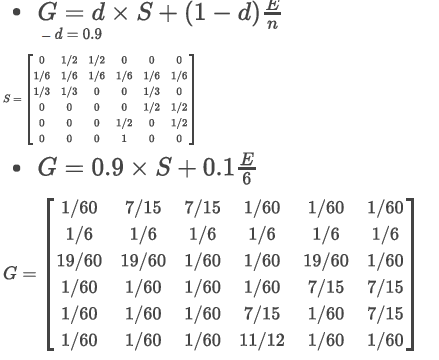 • G = d × S + (1 − d) E/n
− d = 0.9
S = [
0 1/2 1/2 0 0 0
1/6 1/6 1/6 1/6 1/6 1/6
1/3 1/3 0 0 1/3 0
0 0 0 0 1/2 1/2
0 0 0 1/2 0 1/2
0 0 0 1 0 0
]
• G = 0.9 × S + 0.1 E/6
G = [
1/60 7/15 7/15 1/60 1/60 1/60
1/6 1/6 1/6 1/6 1/6 1/6
19/60 19/60 1/60 1/60 19/60 1/60
1/60 1/60 1/60 1/60 7/15 7/15
1/60 1/60 1/60 7/15 1/60 7/15
1/60 1/60 1/60 11/12 1/60 1/60
]